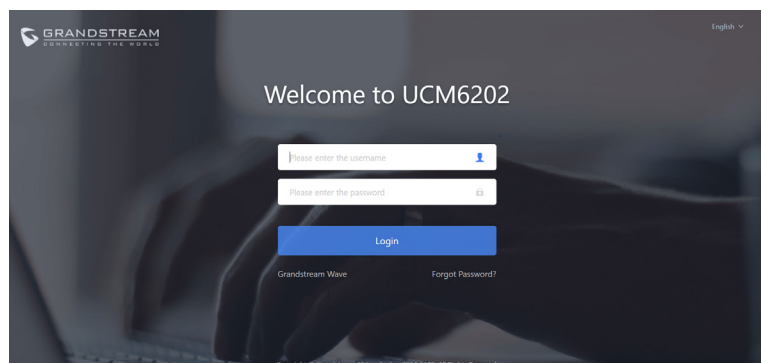 GRANDSTREAM
CONNECTING THE WORLD
English
Welcome to UCM6202
Please enter the username
Please enter the password
Login
Grandstream Wave
Forgot Password?